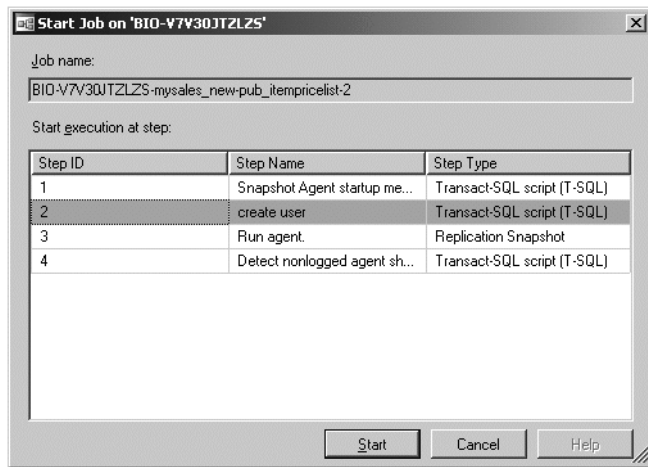 Start Job on 'BIO-V7V30JTZLZS'
Job name:
BIO-V7V30JTZLZS-mysales_new-pub_itempricelist-2
Start execution at step:
Step ID Step Name Step Type
1 Snapshot Agent startup me... Transact-SQL script (T-SQL)
2 create user Transact-SQL script (T-SQL)
3 Run agent. Replication Snapshot
4 Detect nonlogged agent sh... Transact-SQL script (T-SQL)
Start Cancel Help